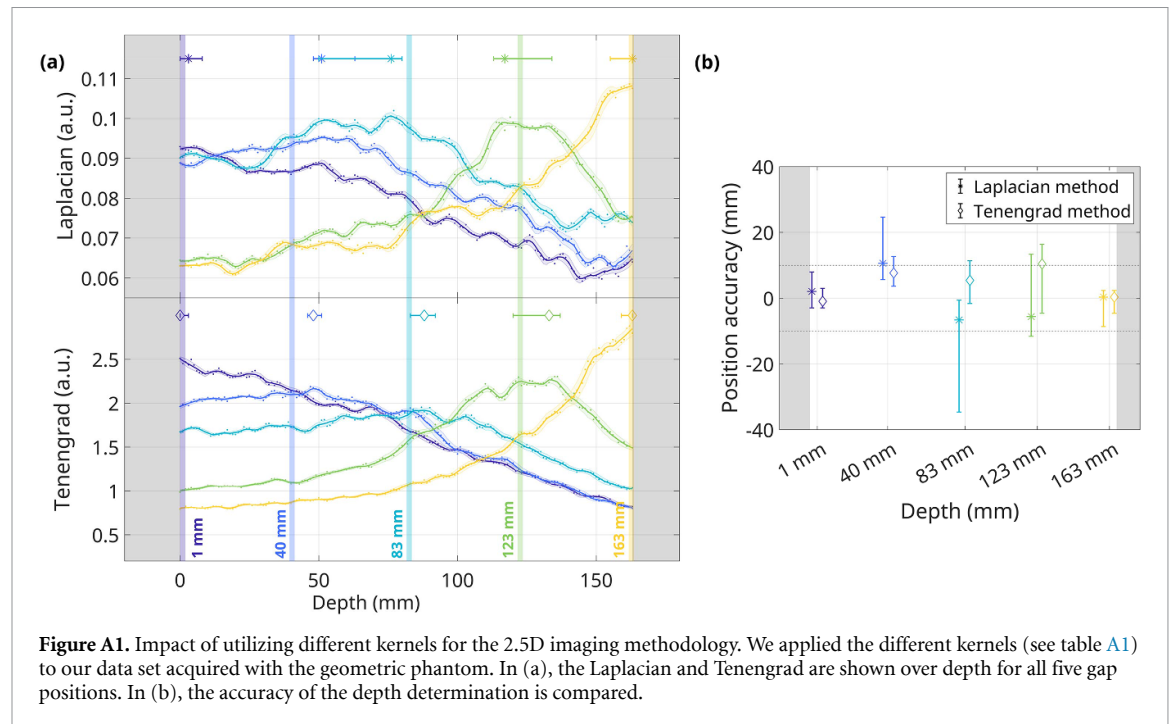 (a)
0.11
0.1
0.09
0.08
0.07
0.06
Laplacian (a.u.)
2.5
2
1.5
1
0.5
Tenengrad (a.u.)
1 mm
40 mm
83 mm
123 mm
163 mm
0
50
100
150
Depth (mm)
(b)
Laplacian method
Tenengrad method
40
20
0
-20
-40
Position accuracy (mm)
1 mm
40 mm
83 mm
123 mm
163 mm
Depth (mm)
Figure A1. Impact of utilizing different kernels for the 2.5D imaging methodology. We applied the different kernels (see table A1)
to our data set acquired with the geometric phantom. In (a), the Laplacian and Tenengrad are shown over depth for all five gap
positions. In (b), the accuracy of the depth determination is compared.